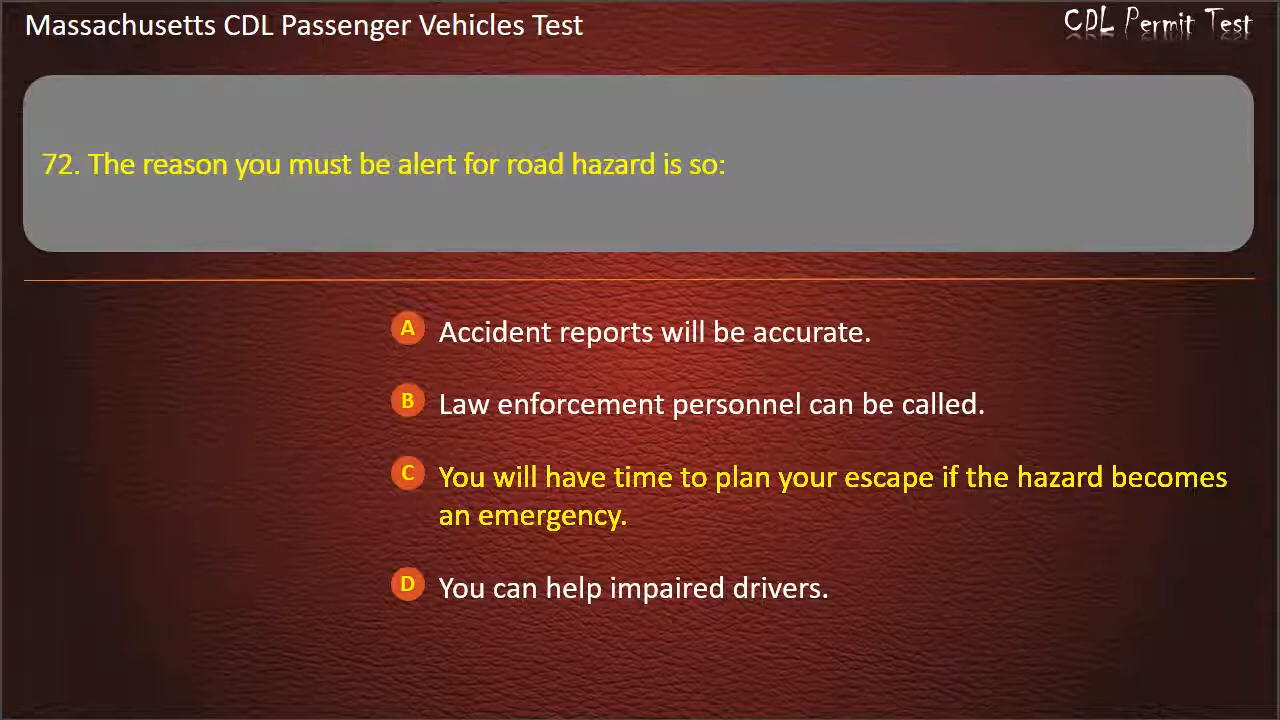 Massachusetts CDL Passenger Vehicles Test
CDL Permit Test
72. The reason you must be alert for road hazard is so:
A Accident reports will be accurate.
B Law enforcement personnel can be called.
C You will have time to plan your escape if the hazard becomes
an emergency.
D You can help impaired drivers.